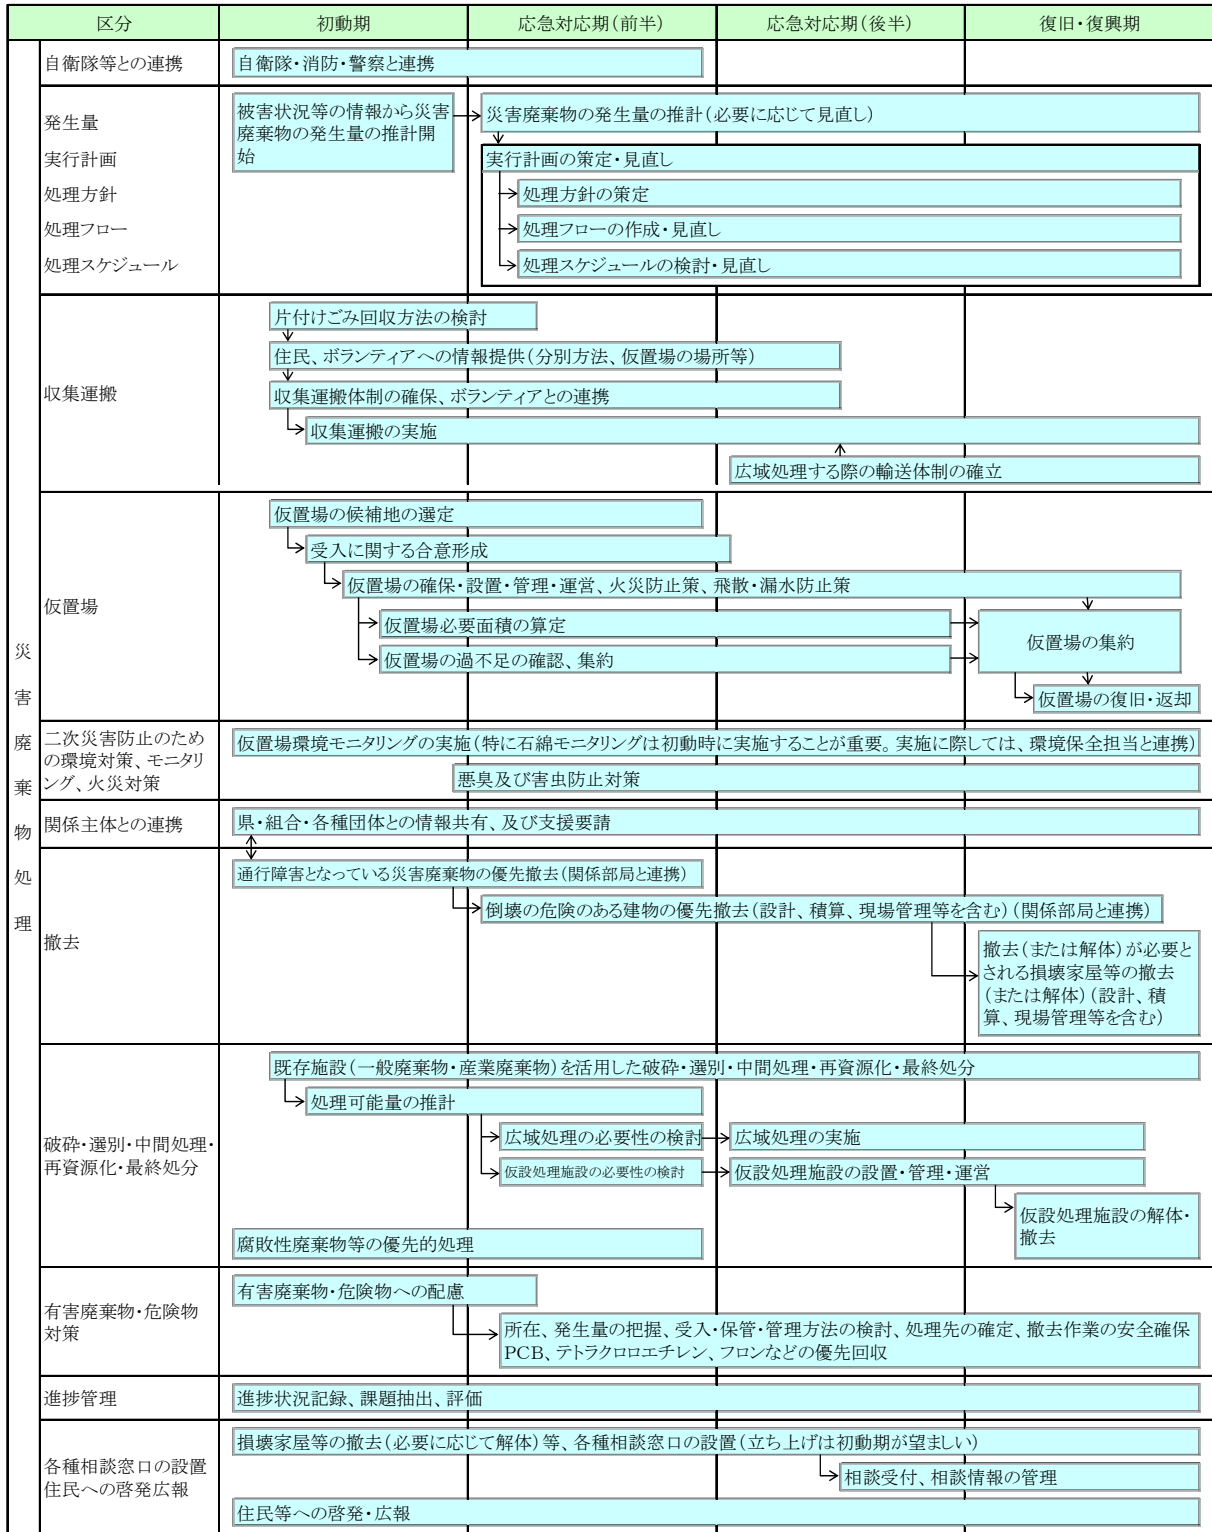 区分
初動期
応急対応期(前半)
応急対応期(後半)
復旧・復興期
災害廃棄物処理
自衛隊等との連携
自衛隊・消防・警察と連携
発生量
実行計画
処理方針
処理フロー
処理スケジュール
被害状況等の情報から災害
廃棄物の発生量の推計開
始
災害廃棄物の発生量の推計(必要に応じて見直し)
実行計画の策定・見直し
処理方針の策定
処理フローの作成・見直し
処理スケジュールの検討・見直し
収集運搬
片付けごみ回収方法の検討
住民、ボランティアへの情報提供(分別方法、仮置場の場所等)
収集運搬体制の確保、ボランティアとの連携
収集運搬の実施
広域処理する際の輸送体制の確立
仮置場
仮置場の候補地の選定
受入に関する合意形成
仮置場の確保・設置・管理・運営、火災防止策、飛散・漏水防止策
仮置場必要面積の算定
仮置場の過不足の確認、集約
仮置場の集約
仮置場の復旧・返却
二次災害防止のため
の環境対策、モニタリ
ング、火災対策
仮置場環境モニタリングの実施(特に石綿モニタリングは初動時に実施することが重要。実施に際しては、環境保全担当と連携)
悪臭及び害虫防止対策
関係主体との連携
県・組合・各種団体との情報共有、及び支援要請
撤去
通行障害となっている災害廃棄物の優先撤去(関係部局と連携)
倒壊の危険のある建物の優先撤去(設計、積算、現場管理等を含む)(関係部局と連携)
撤去(または解体)が必要と
される損壊家屋等の撤去
(または解体)(設計、積
算、現場管理等を含む)
破砕・選別・中間処理・
再資源化・最終処分
既存施設(一般廃棄物・産業廃棄物)を活用した破砕・選別・中間処理・再資源化・最終処分
処理可能量の推計
広域処理の必要性の検討
広域処理の実施
仮設処理施設の必要性の検討
仮設処理施設の設置・管理・運営
仮設処理施設の解体・
撤去
腐敗性廃棄物等の優先的処理
有害廃棄物・危険物
対策
有害廃棄物・危険物への配慮
所在、発生量の把握、受入・保管・管理方法の検討、処理先の確定、撤去作業の安全確保
PCB、テトラクロロエチレン、フロンなどの優先回収
進捗管理
進捗状況記録、課題抽出、評価
各種相談窓口の設置
住民への啓発広報
損壊家屋等の撤去(必要に応じて解体)等、各種相談窓口の設置(立ち上げは初動期が望ましい)
相談受付、相談情報の管理
住民等への啓発・広報